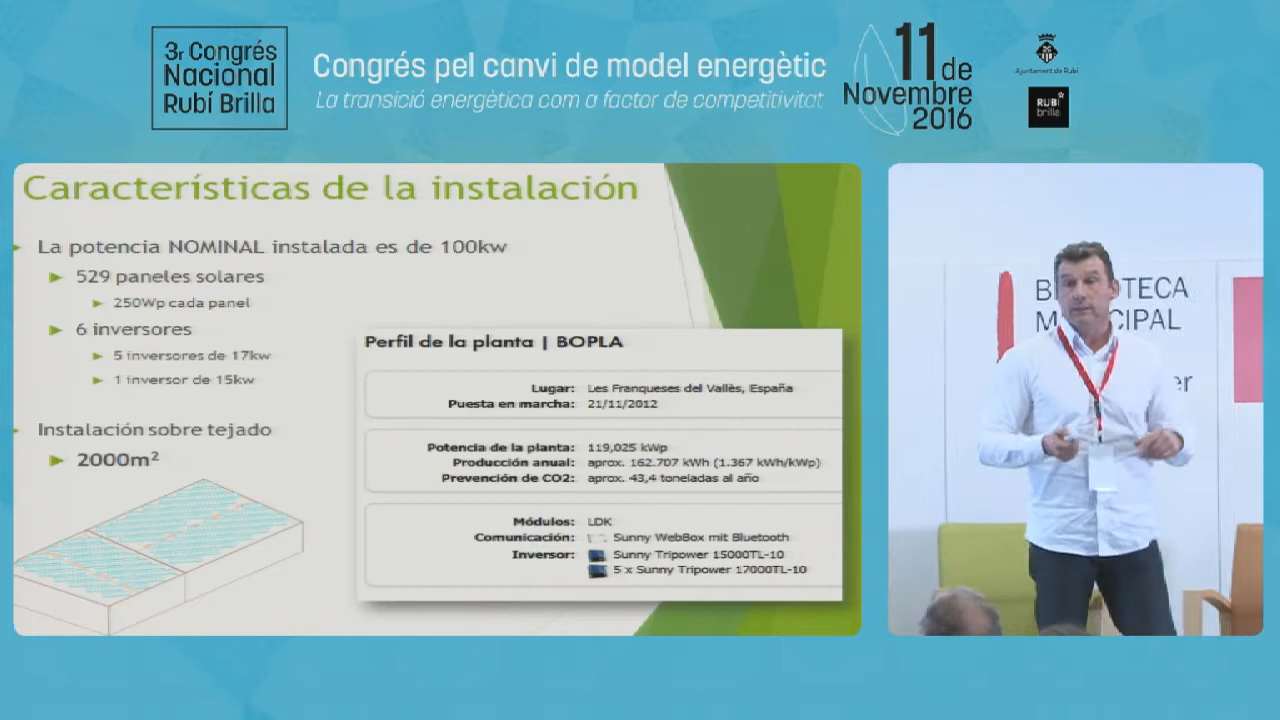 3r Congrés
Nacional
Rubí Brilla
Congrés pel canvi de model energètic
La transició energètica com a factor de competitivitat
11 de
Novembre
2016
Ajuntament de Rubí
RUBÍ
brilla
Características de la instalación
La potencia NOMINAL instalada es de 100kw
529 paneles solares
250Wp cada panel
6 inversores
5 inversores de 17kw
1 inversor de 15kw
Instalación sobre tejado
2000m²
Perfil de la planta | BOPLA
Lugar: Les Franqueses del Vallès, España
Puesta en marcha: 21/11/2012
Potencia de la planta: 119,025 kWp
Producción anual: aprox. 162.707 kWh (1.367 kWh/kWp)
Prevención de CO2: aprox. 43,4 toneladas al año
Módulos: LDK
Comunicación: Sunny WebBox mit Bluetooth
Inversor: Sunny Tripower 15000TL-10
5 x Sunny Tripower 17000TL-10
B TECA
M CIPAL
er